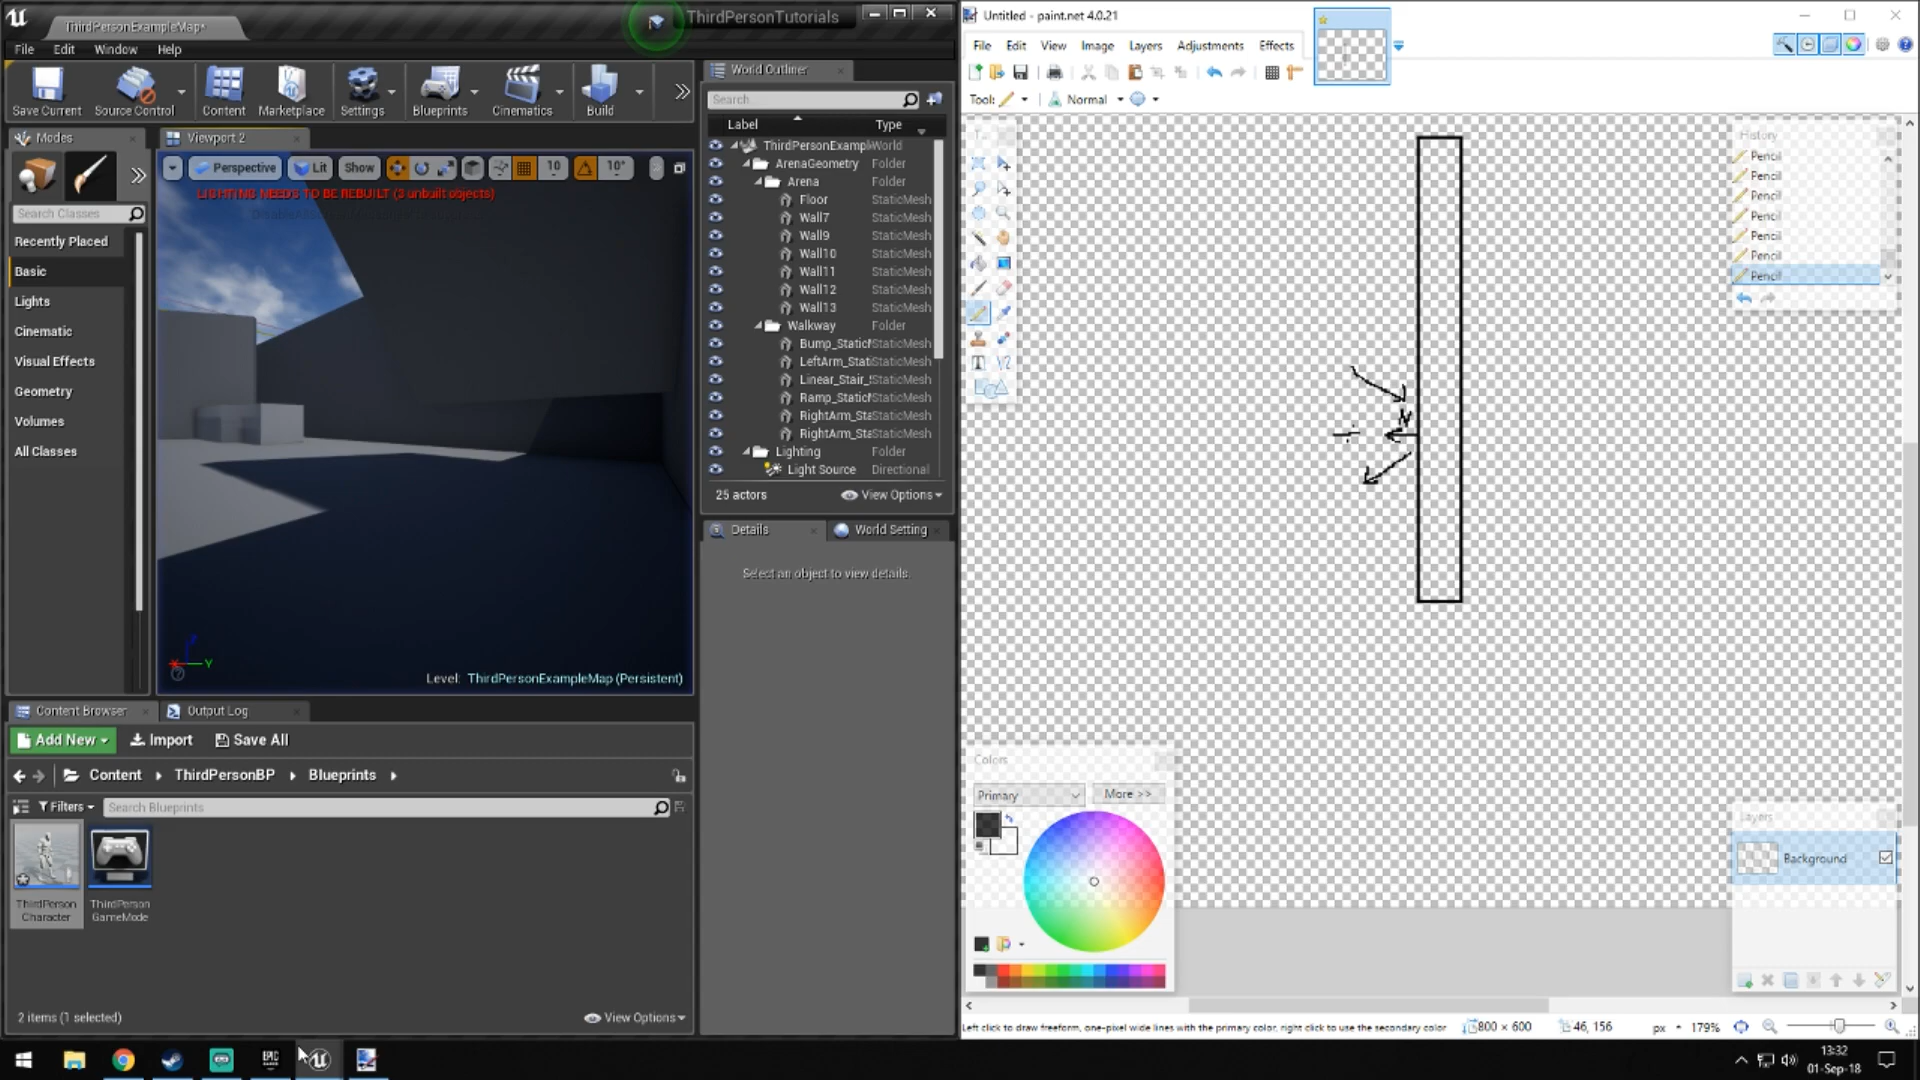 ThirdPersonExampleMap*
ThirdPersonTutorials
File Edit Window Help
Save Current
Source Control
Content
Marketplace
Settings
Blueprints
Cinematics
Build
Modes
Search Classes
Recently Placed
Basic
Lights
Cinematic
Visual Effects
Geometry
Volumes
All Classes
Viewport 2
Perspective Lit Show 10 10°
LIGHTING NEEDS TO BE REBUILT (3 unbuilt objects)
Level: ThirdPersonExampleMap (Persistent)
World Outliner
Search...
Label Type
ThirdPersonExampl World
ArenaGeometry Folder
Arena Folder
Floor StaticMesh
Wall7 StaticMesh
Wall9 StaticMesh
Wall10 StaticMesh
Wall11 StaticMesh
Wall12 StaticMesh
Wall13 StaticMesh
Walkway Folder
Bump_Static StaticMesh
LeftArm_Stat StaticMesh
Linear_Stair_ StaticMesh
Ramp_Static StaticMesh
RightArm_Sta StaticMesh
RightArm_Sta StaticMesh
Lighting Folder
Light Source Directional
25 actors View Options
Details World Setting
Select an object to view details.
Content Browser Output Log
Add New Import Save All
Content ThirdPersonBP Blueprints
Filters Search Blueprints
ThirdPerson
Character
ThirdPerson
GameMode
2 items (1 selected) View Options
Untitled - paint.net 4.0.21
File Edit View Image Layers Adjustments Effects
Tool: Normal
History
Pencil
Pencil
Pencil
Pencil
Pencil
Pencil
Pencil
N
Colors
Primary More >>
Layers
Background
Left click to draw freeform, one-pixel wide lines with the primary color, right click to use the secondary color 800 × 600 46, 156 px 179%
EPIC
13:32
01-Sep-18